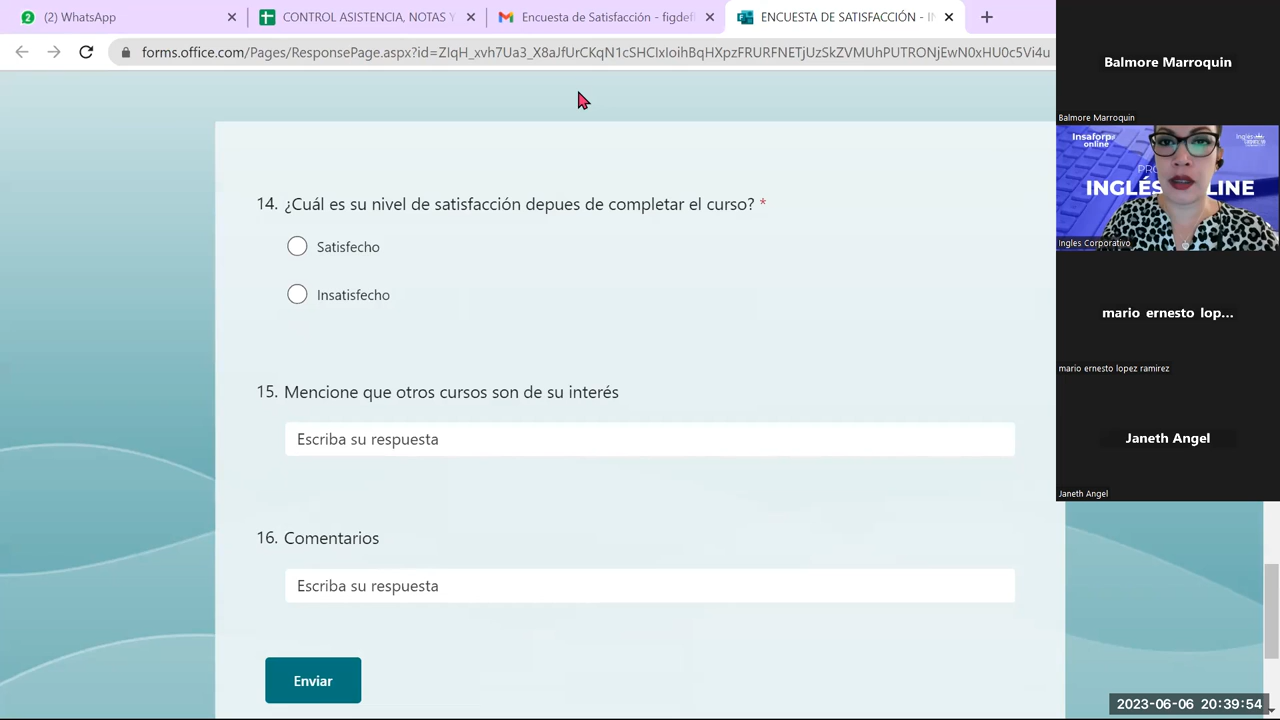 (2) WhatsApp
CONTROL ASISTENCIA, NOTAS Y
Encuesta de Satisfacción - figdel
ENCUESTA DE SATISFACCIÓN - I
forms.office.com/Pages/ResponsePage.aspx?id=ZIqH_xvh7Ua3_X8aJfUrCKqN1cSHCIxIoihBqHXpzFRURFNETjUzSkZVMUhPUTRONjEwN0xHU0c5Vi4u
14. ¿Cuál es su nivel de satisfacción depues de completar el curso? *
Satisfecho
Insatisfecho
15. Mencione que otros cursos son de su interés
Escriba su respuesta
16. Comentarios
Escriba su respuesta
Enviar
Balmore Marroquin
Balmore Marroquin
Insaforp
online
INGLÉS
LINE
Ingles Corporativo
mario ernesto lop...
mario ernesto lopez ramirez
Janeth Angel
Janeth Angel
2023-06-06 20:39:54